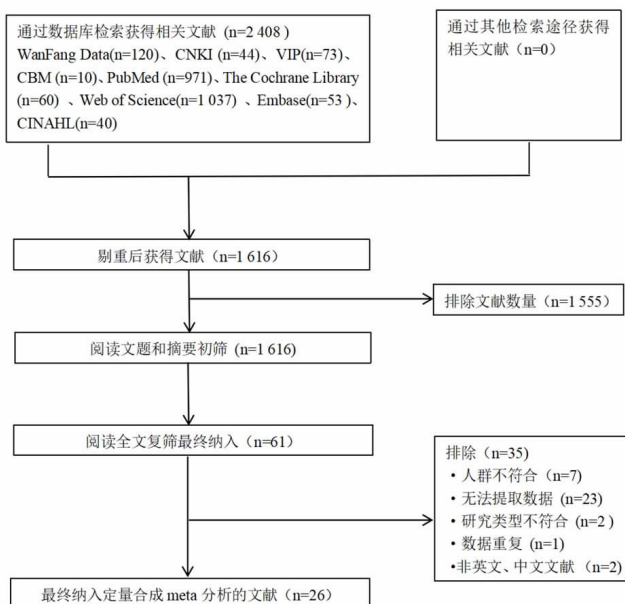 通过数据库检索获得相关文献 (n=2 408 )
WanFang Data(n=120)、CNKI (n=44)、VIP(n=73)、
CBM (n=10)、PubMed (n=971)、The Cochrane Library
(n=60) 、Web of Science(n=1 037) 、Embase(n=53 )、
CINAHL(n=40)
通过其他检索途径获得
相关文献（n=0）
剔重后获得文献（n=1 616）
排除文献数量（n=1 555）
阅读文题和摘要初筛 (n=1 616)
阅读全文复筛最终纳入（n=61)
排除（n=35)
・人群不符合（n=7)
・无法提取数据 (n=23)
・研究类型不符合 (n=2 )
・数据重复 (n=1)
・非英文、中文文献（n=2)
最终纳入定量合成 meta 分析的文献（n=26）